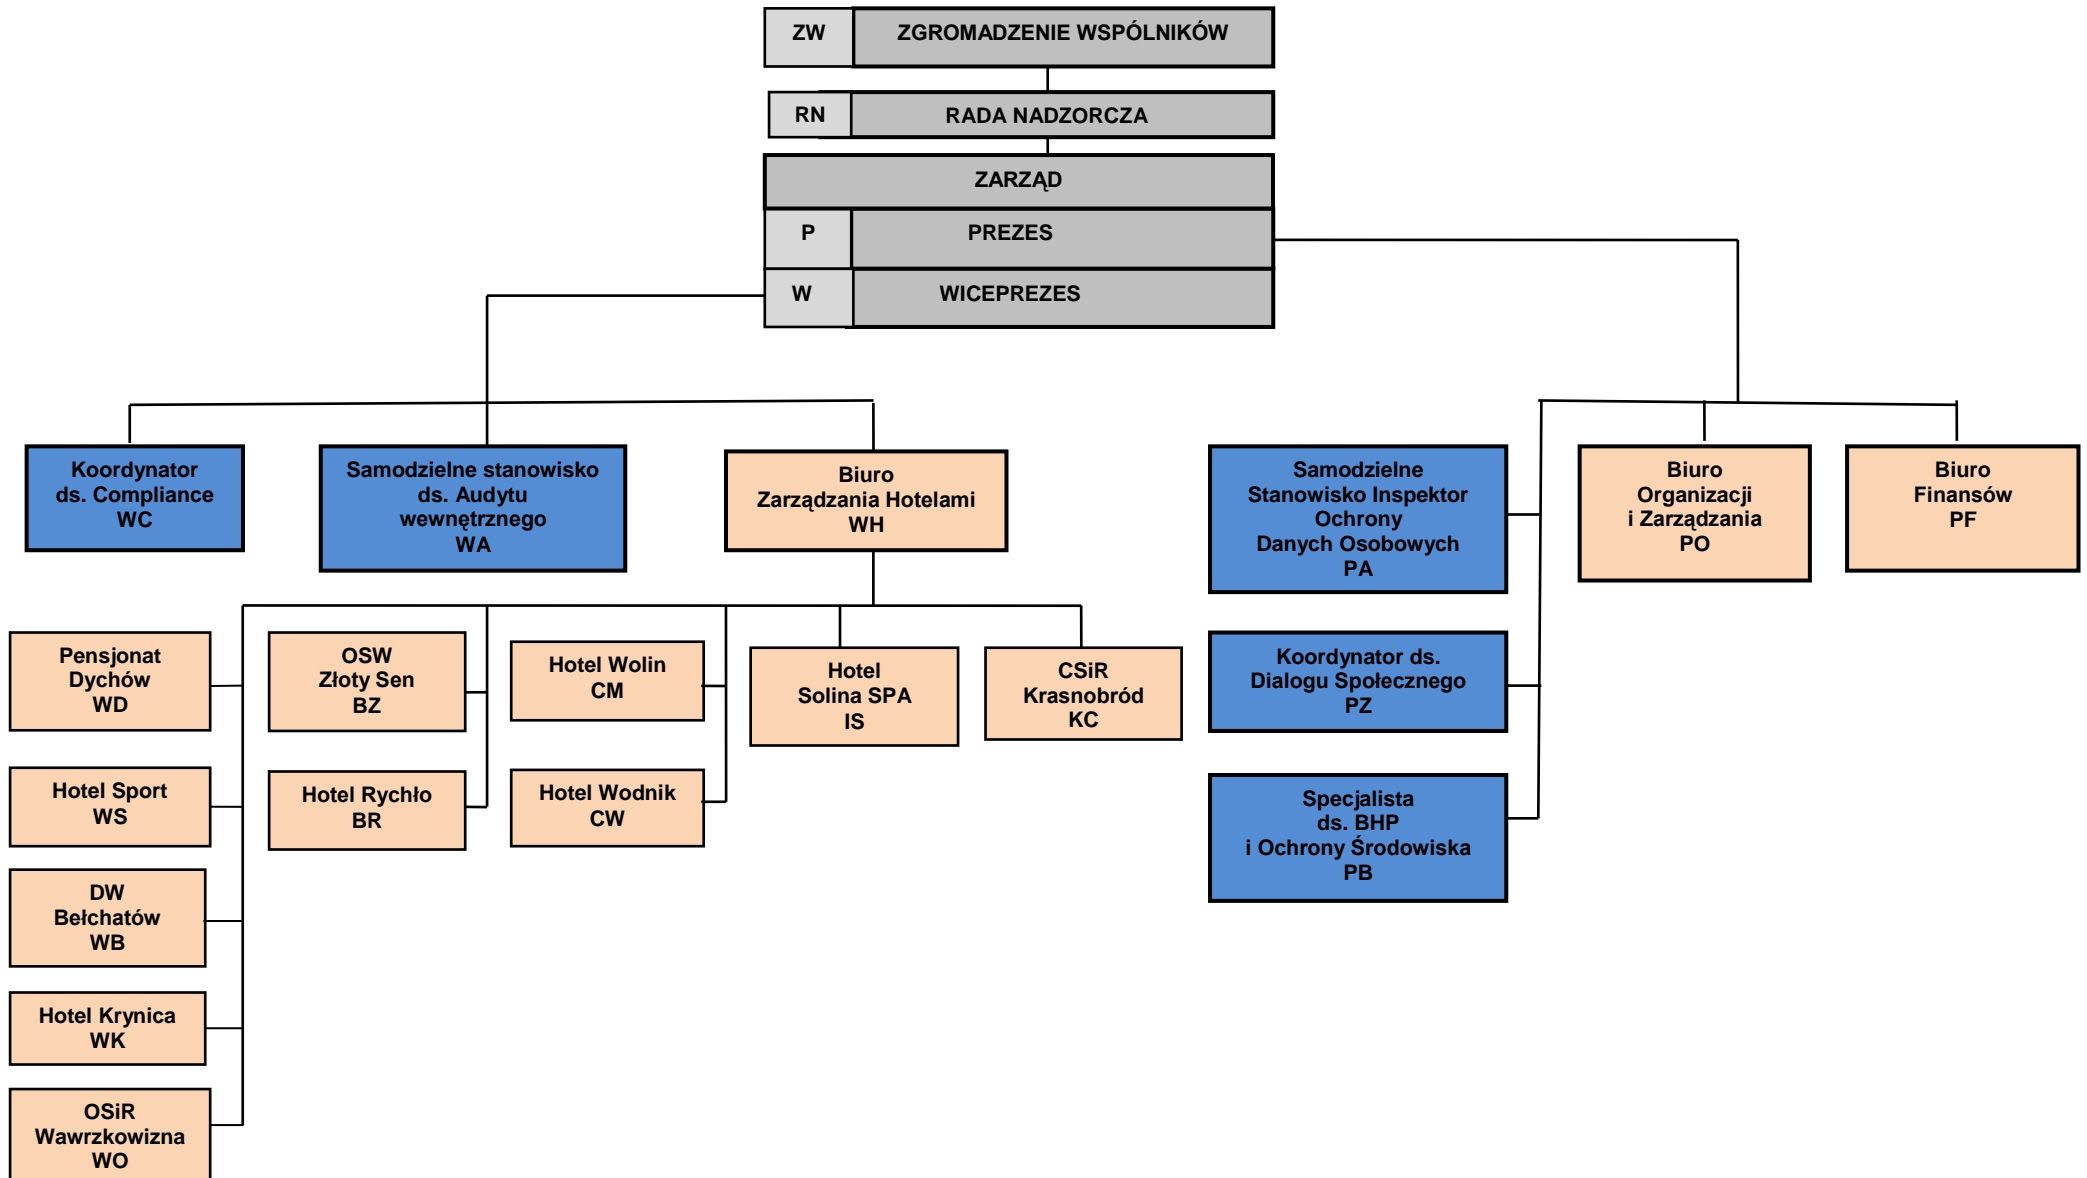 ZW ZGROMADZENIE WSPÓLNIKÓW
RN RADA NADZORCZA
ZARZĄD
P PREZES
W WICEPREZES
Koordynator
ds. Compliance
WC
Samodzielne stanowisko
ds. Audytu
wewnętrznego
WA
Biuro
Zarządzania Hotelami
WH
Samodzielne
Stanowisko Inspektor
Ochrony
Danych Osobowych
PA
Biuro
Organizacji
i Zarządzania
PO
Biuro
Finansów
PF
Pensjonat
Dychów
WD
OSW
Złoty Sen
BZ
Hotel Wolin
CM
Hotel
Solina SPA
IS
CSiR
Krasnobród
KC
Koordynator ds.
Dialogu Społecznego
PZ
Hotel Sport
WS
Hotel Rychło
BR
Hotel Wodnik
CW
Specjalista
ds. BHP
i Ochrony Środowiska
PB
DW
Bełchatów
WB
Hotel Krynica
WK
OSiR
Wawrzkowizna
WO